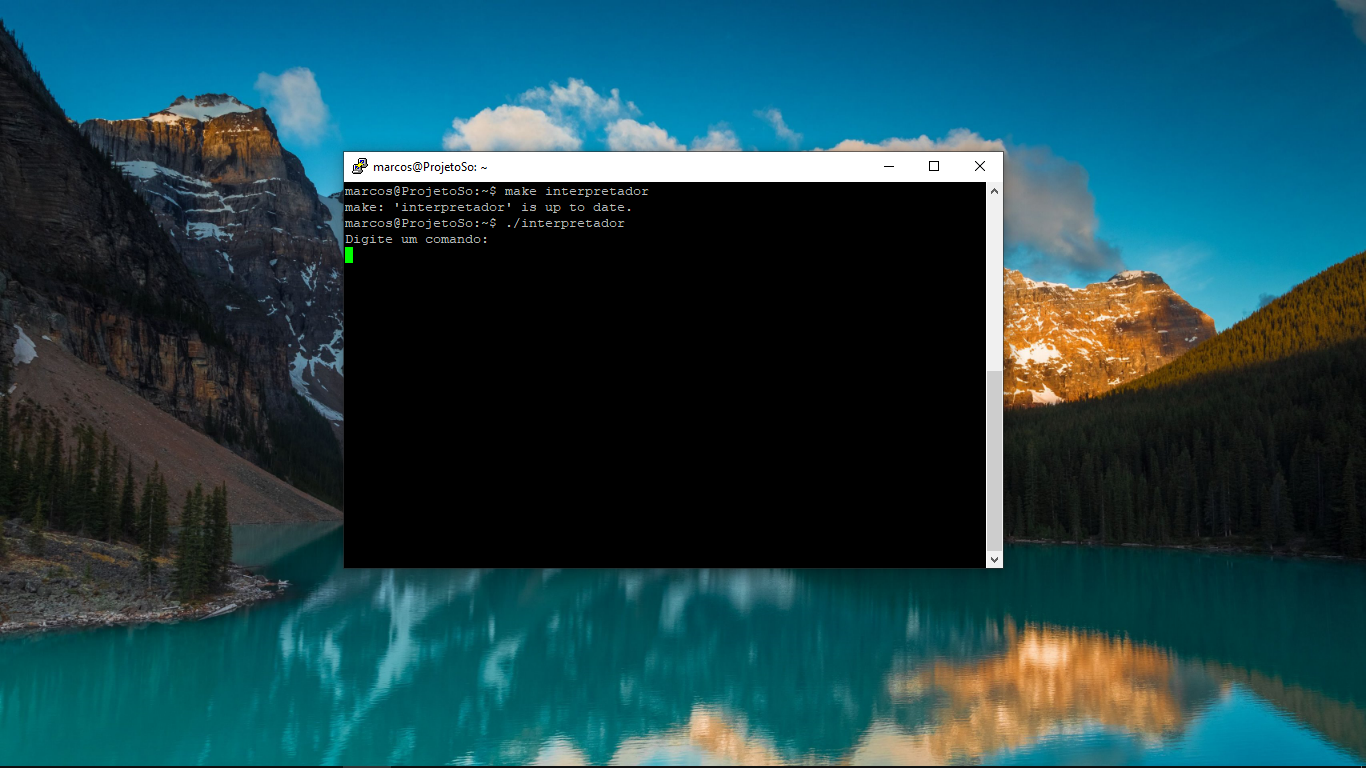 marcos@ProjetoSo: ~
marcos@ProjetoSo:~$ make interpretador
make: 'interpretador' is up to date.
marcos@ProjetoSo:~$ ./interpretador
Digite um comando: